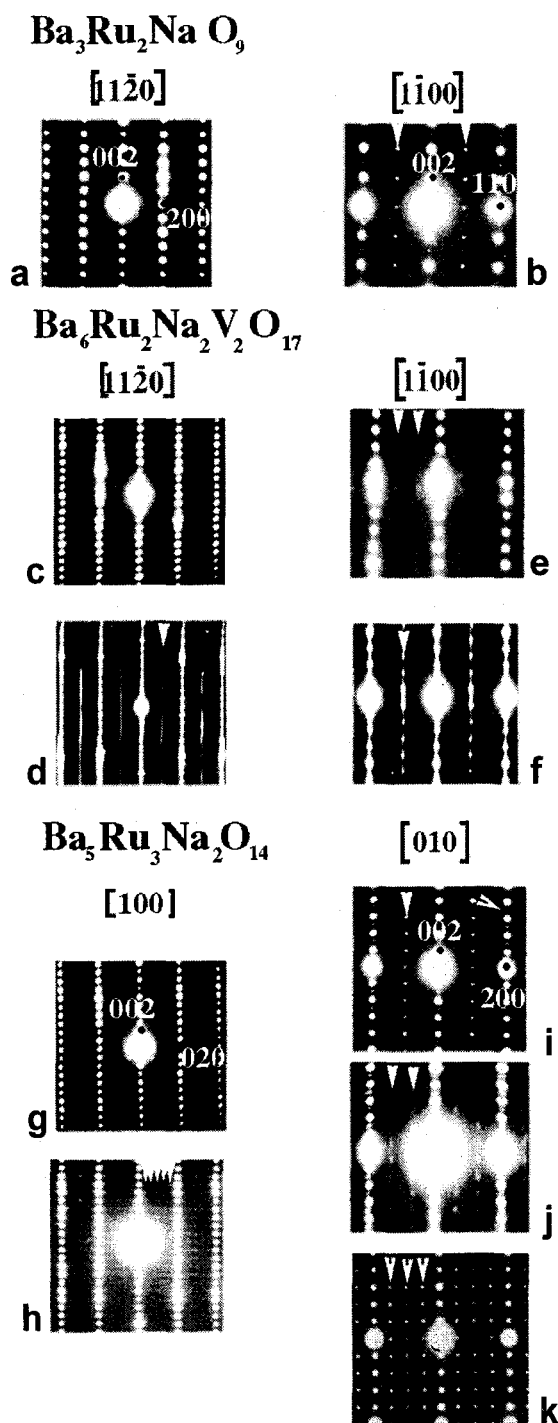 Ba₃Ru₂Na O₉
[112̄0] [11̄00]
002 002
200 110
a b
Ba₆Ru₂Na₂V₂O₁₇
[112̄0] [11̄00]
c e
d f
Ba₅Ru₃Na₂O₁₄
[100] [010]
002 002
020 200
g i
h j
k